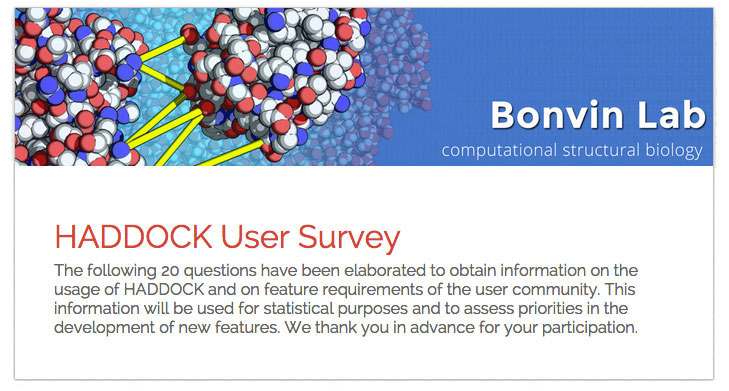 Bonvin Lab
computational structural biology
HADDOCK User Survey
The following 20 questions have been elaborated to obtain information on the
usage of HADDOCK and on feature requirements of the user community. This
information will be used for statistical purposes and to assess priorities in the
development of new features. We thank you in advance for your participation.